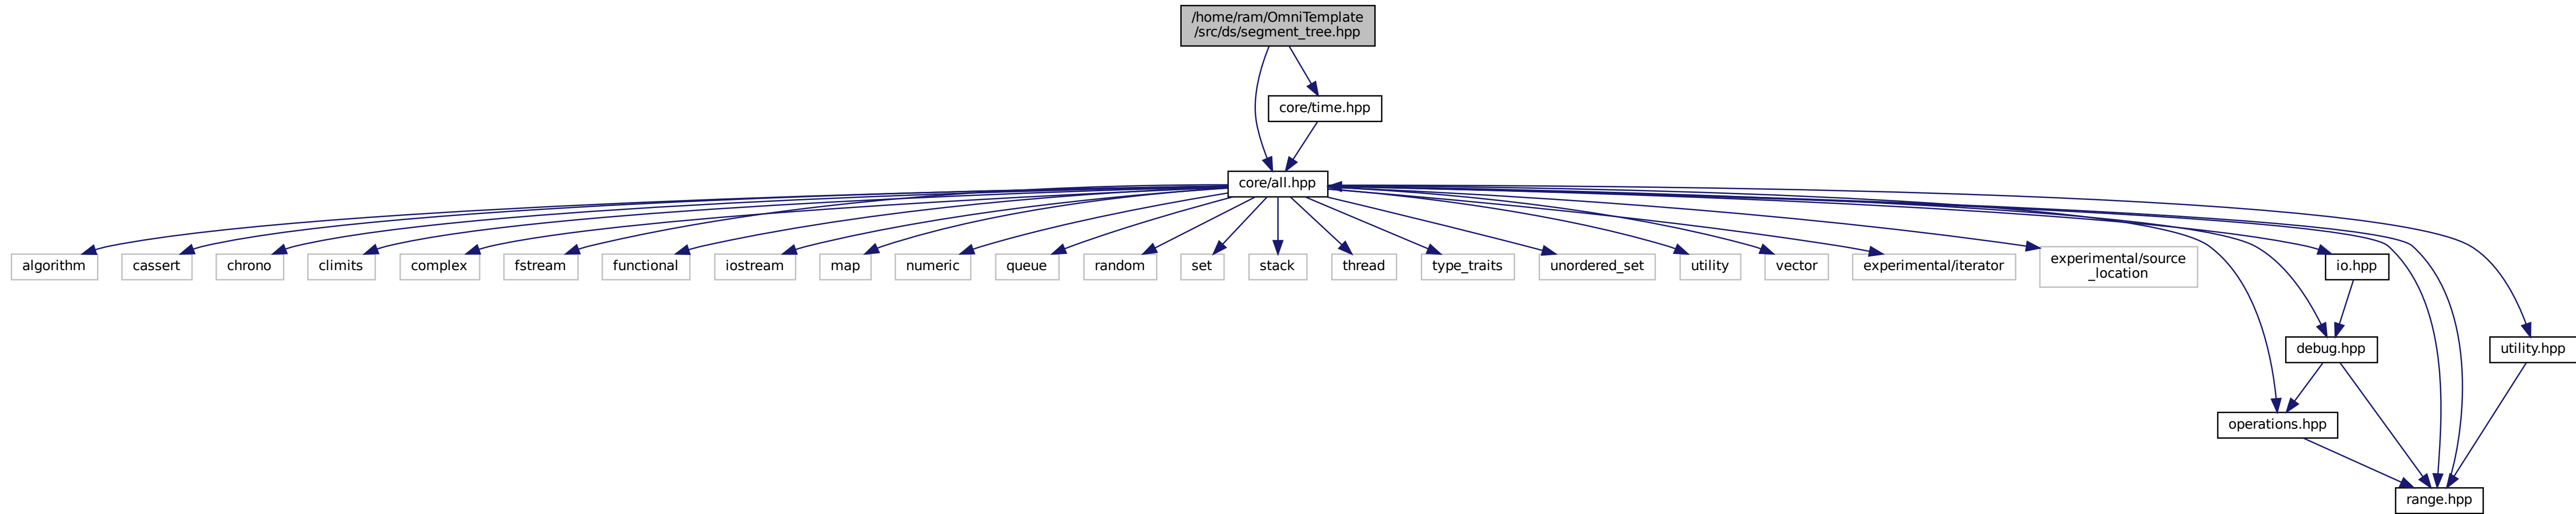 /home/ram/OmniTemplate
/src/ds/segment_tree.hpp
core/time.hpp
core/all.hpp
algorithm
cassert
chrono
climits
complex
fstream
functional
iostream
map
numeric
queue
random
set
stack
thread
type_traits
unordered_set
utility
vector
experimental/iterator
experimental/source
_location
io.hpp
debug.hpp
utility.hpp
operations.hpp
range.hpp